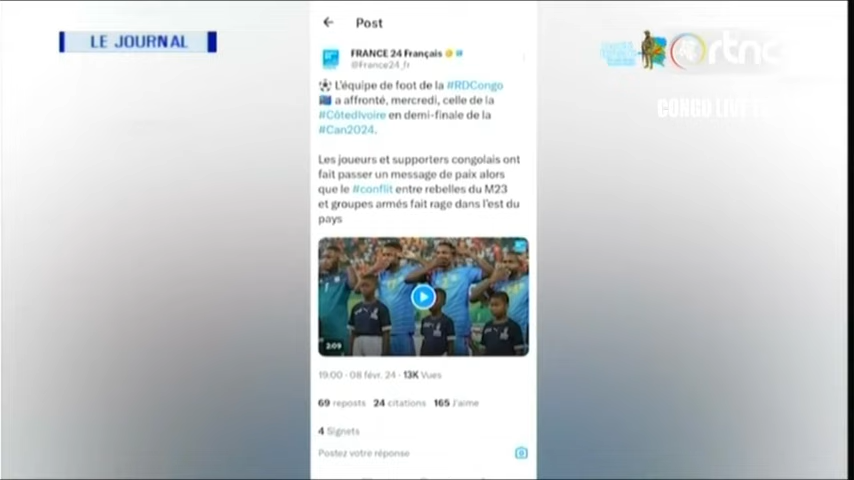 LE JOURNAL
rtnc
CONGO LIVE
Post
FRANCE 24 Français
@France24_fr
L'équipe de foot de la #RDCongo
a affronté, mercredi, celle de la
#CôtedIvoire en demi-finale de la
#Can2024.
Les joueurs et supporters congolais ont
fait passer un message de paix alors
que le #conflit entre rebelles du M23
et groupes armés fait rage dans l'est du
pays
2:09
19:00 · 08 févr. 24 · 13K Vues
69 reposts 24 citations 165 J'aime
4 Signets
Postez votre réponse